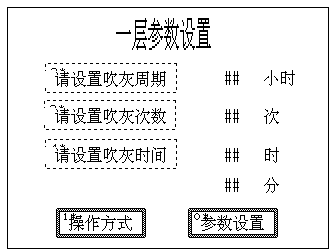 一层参数设置
请设置吹灰周期 ## 小时
请设置吹灰次数 ## 次
请设置吹灰时间 ## 时
## 分
操作方式 参数设置